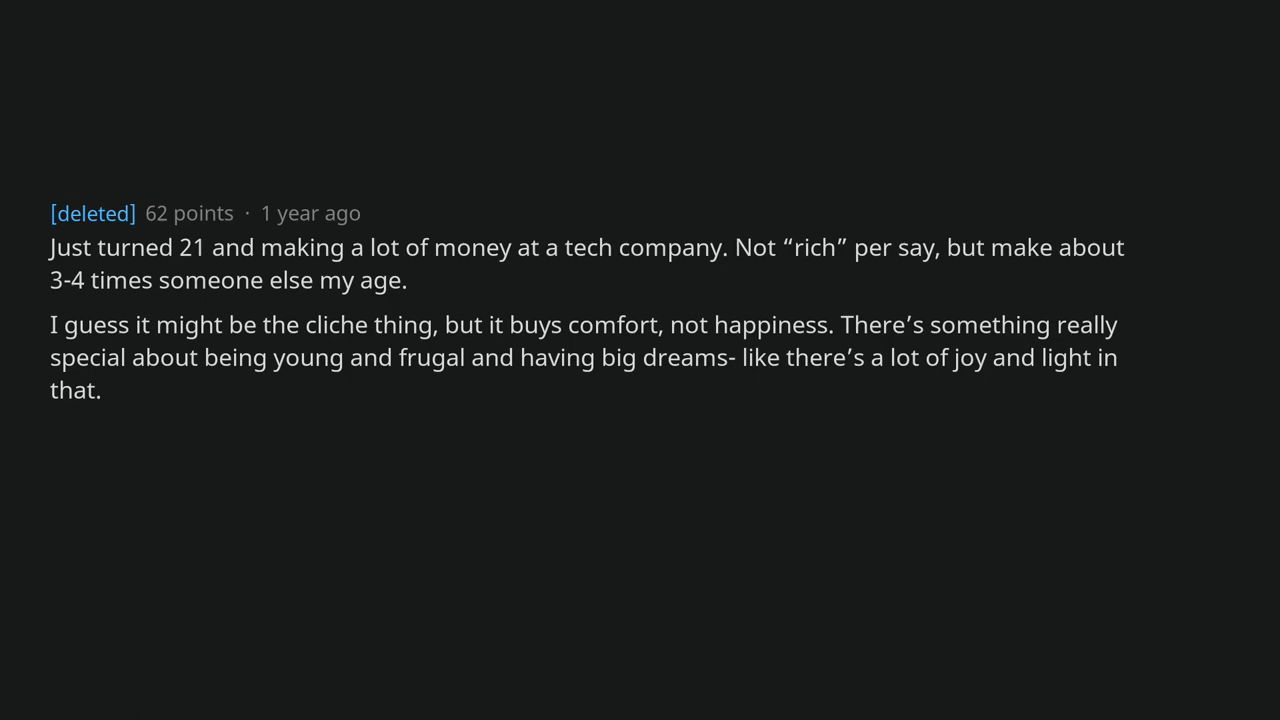 [deleted] 62 points · 1 year ago
Just turned 21 and making a lot of money at a tech company. Not “rich” per say, but make about
3-4 times someone else my age.
I guess it might be the cliche thing, but it buys comfort, not happiness. There’s something really
special about being young and frugal and having big dreams- like there’s a lot of joy and light in
that.